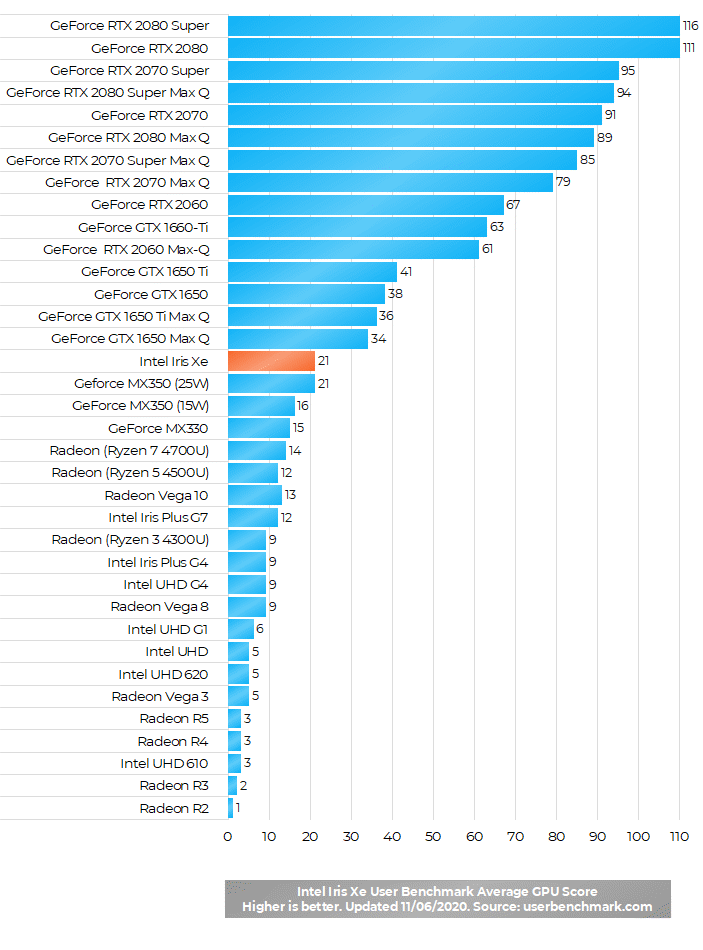 GeForce RTX 2080 Super 116
GeForce RTX 2080 111
GeForce RTX 2070 Super 95
GeForce RTX 2080 Super Max Q 94
GeForce RTX 2070 91
GeForce RTX 2080 Max Q 89
GeForce RTX 2070 Super Max Q 85
GeForce RTX 2070 Max Q 79
GeForce RTX 2060 67
GeForce GTX 1660-Ti 63
GeForce RTX 2060 Max-Q 61
GeForce GTX 1650 Ti 41
GeForce GTX 1650 38
GeForce GTX 1650 Ti Max Q 36
GeForce GTX 1650 Max Q 34
Intel Iris Xe 21
Geforce MX350 (25W) 21
GeForce MX350 (15W) 16
GeForce MX330 15
Radeon (Ryzen 7 4700U) 14
Radeon (Ryzen 5 4500U) 12
Radeon Vega 10 13
Intel Iris Plus G7 12
Radeon (Ryzen 3 4300U) 9
Intel Iris Plus G4 9
Intel UHD G4 9
Radeon Vega 8 9
Intel UHD G1 6
Intel UHD 5
Intel UHD 620 5
Radeon Vega 3 5
Radeon R5 3
Radeon R4 3
Intel UHD 610 3
Radeon R3 2
Radeon R2 1
0 10 20 30 40 50 60 70 80 90 100 110
Intel Iris Xe User Benchmark Average GPU Score
Higher is better. Updated 11/06/2020. Source: userbenchmark.com